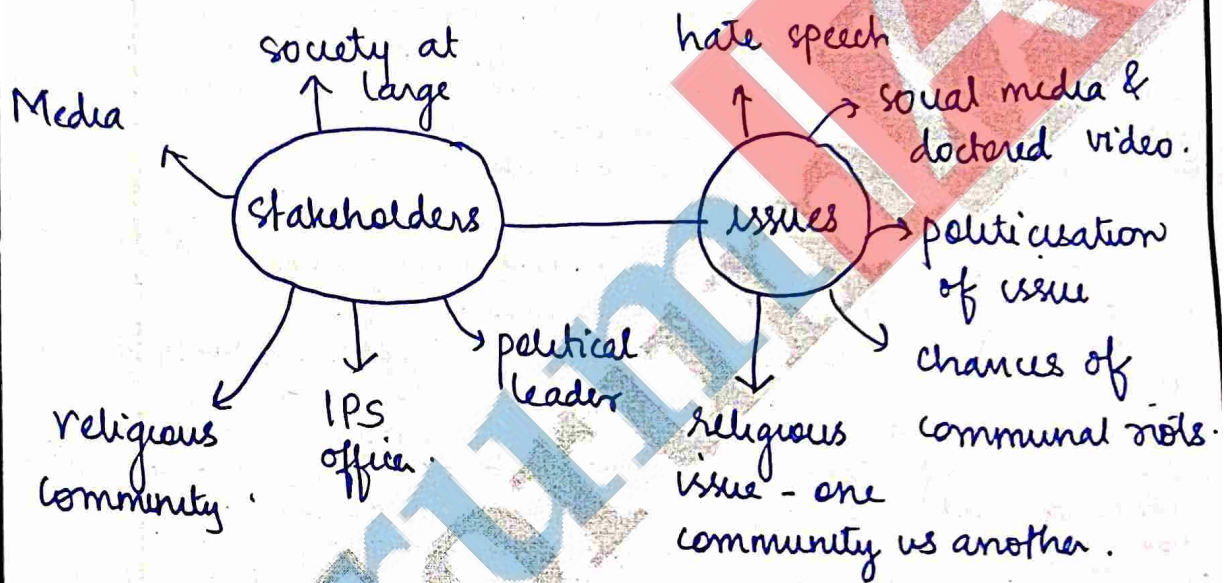 society at
large
Media
stakeholders
religious
community.
IPS
officer.
political
leader
hate speech
social media &
doctored video.
issues
politicisation
of issue
chances of
communal riots.
religious
issue - one
community vs another.